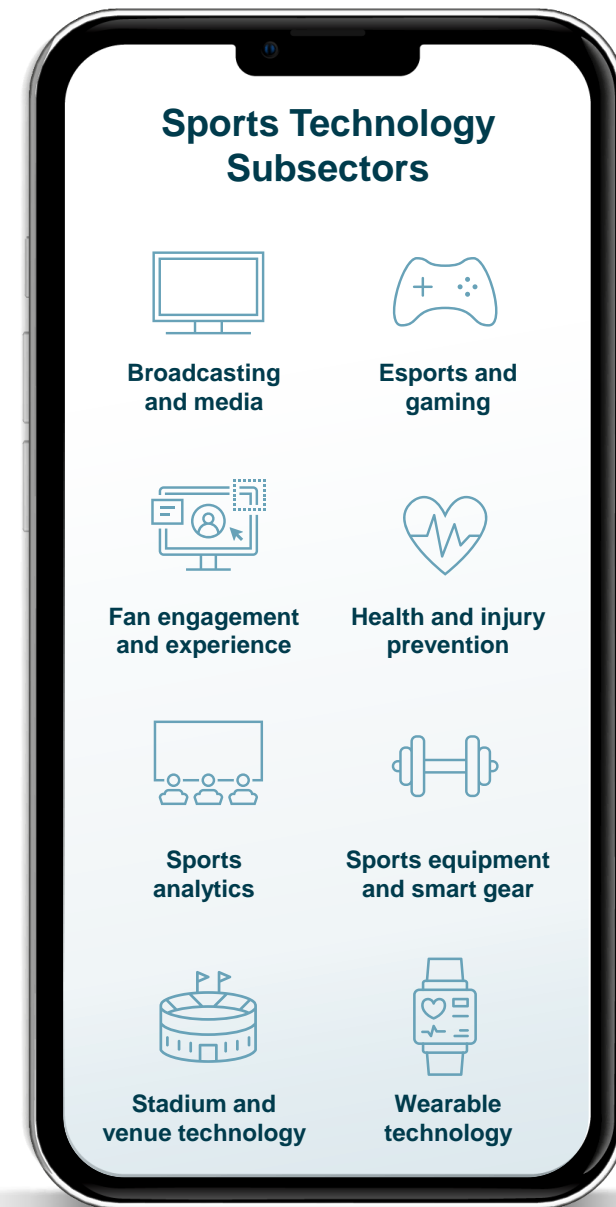 Sports Technology
Subsectors
Broadcasting
and media
Esports and
gaming
Fan engagement
and experience
Health and injury
prevention
Sports
analytics
Sports equipment
and smart gear
Stadium and
venue technology
Wearable
technology